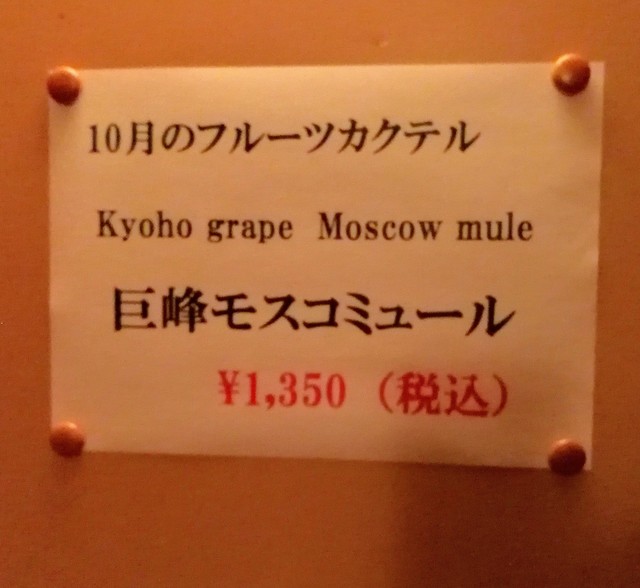 10月のフルーツカクテル
Kyoho grape Moscow mule
巨峰モスコミュール
¥1,350（税込）